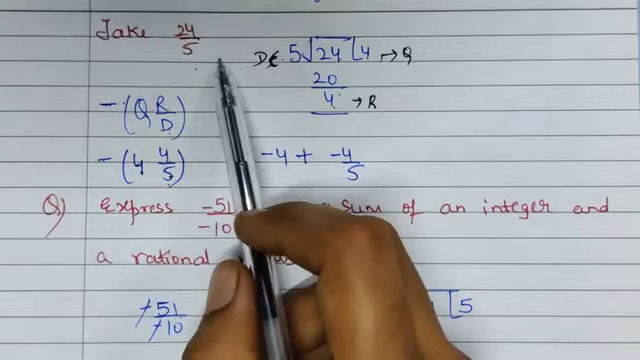 Take 24/5
D ← 5√24 [4 → Q
20
4 → R
-(Q R/D)
-(4 4/5) -4 + -4/5
Q) Express -51/-10 sum of an integer and
a rational
-51/-10 [5